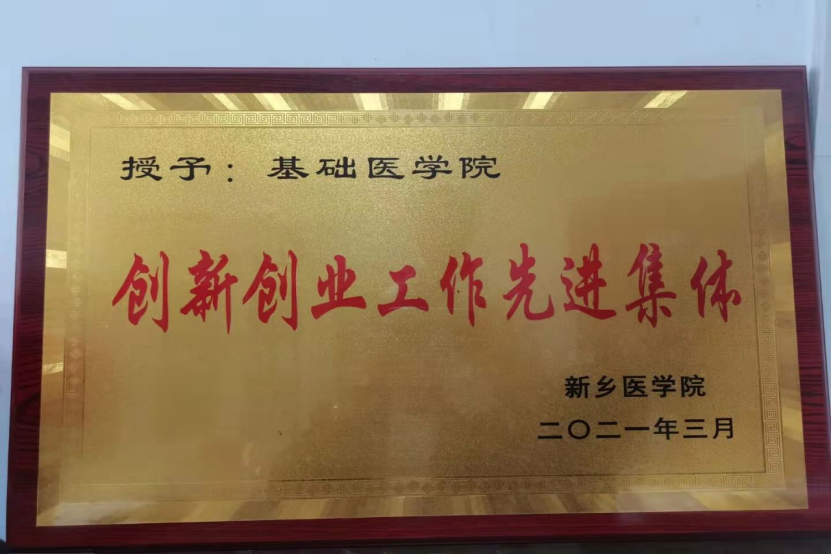 授予：基础医学院
创新创业工作先进集体
新乡医学院
二〇二一年三月